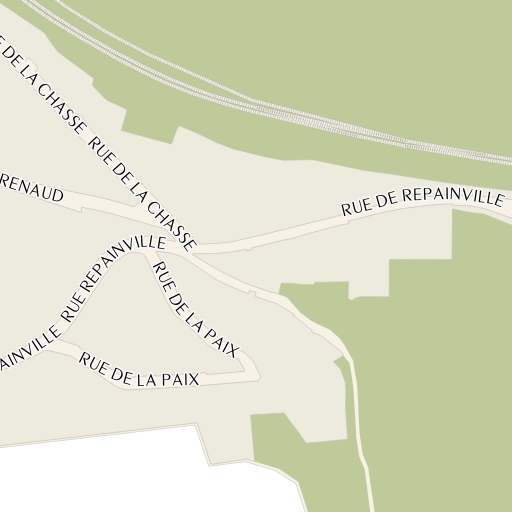 DE LA CHASSE
RUE DE LA CHASSE
RENAUD
RUE DE REPAINVILLE
RUE REPAINVILLE
RUE DE LA PAIX
AINVILLE
RUE DE LA PAIX